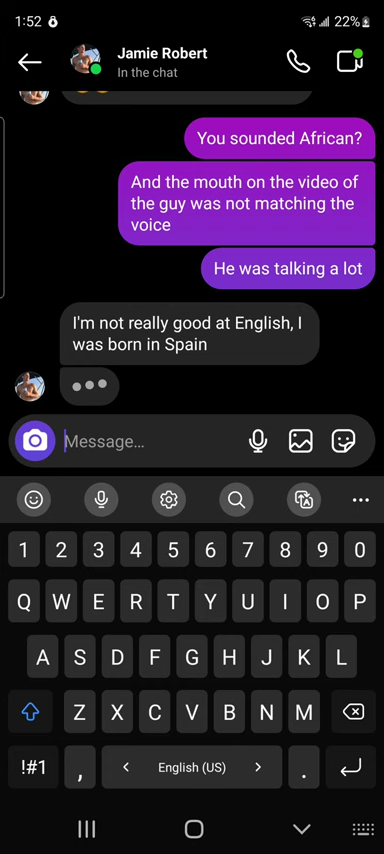 1:52
22%
Jamie Robert
In the chat
You sounded African?
And the mouth on the video of
the guy was not matching the
voice
He was talking a lot
I'm not really good at English, I
was born in Spain
Message...
1 2 3 4 5 6 7 8 9 0
Q W E R T Y U I O P
A S D F G H J K L
Z X C V B N M
!#1 , < English (US) > .